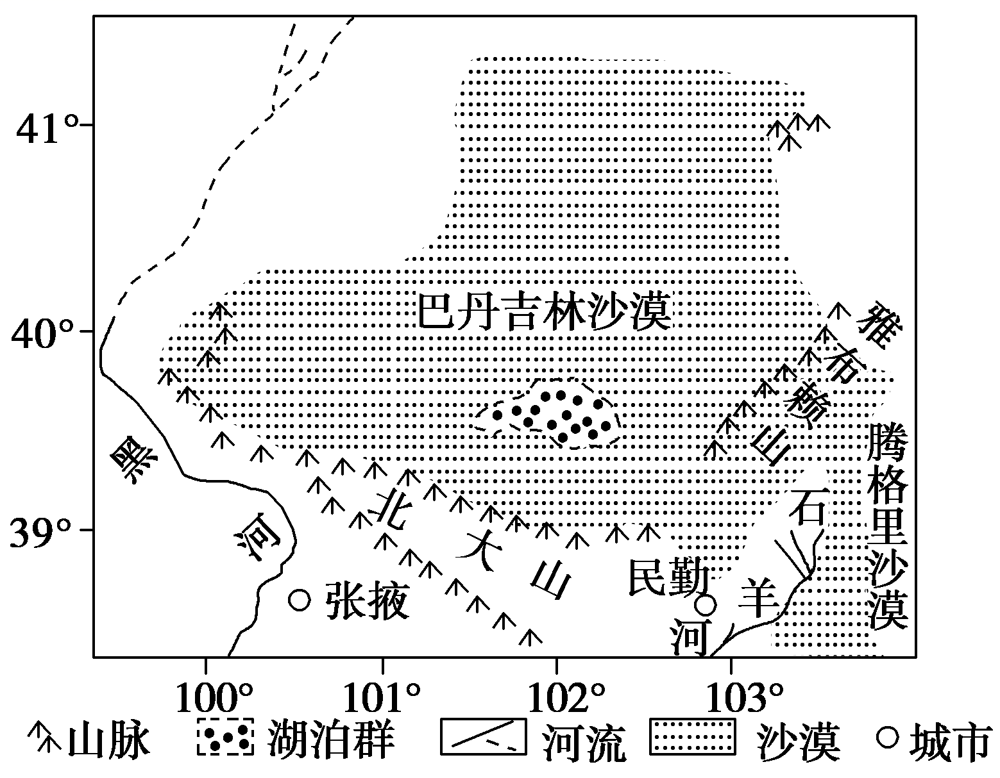 41°
40°
39°
巴丹吉林沙漠
雅布赖山
腾格里沙漠
黑河
北大山
石羊河
民勤
张掖
100° 101° 102° 103°
山脉 湖泊群 河流 沙漠 城市